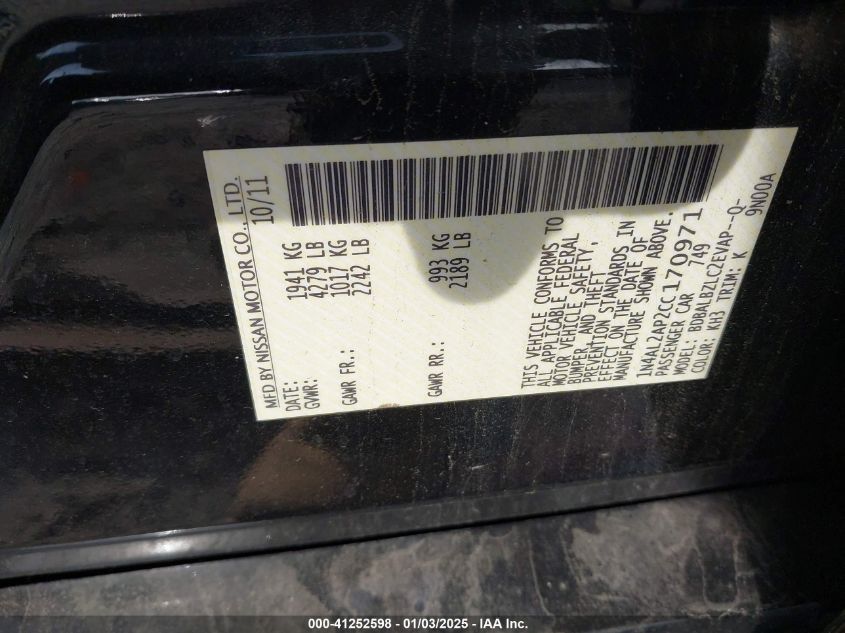 MFD BY NISSAN MOTOR CO., LTD.
DATE: 10/11
GVWR: 1941 KG
4279 LB
GAWR FR.: 1017 KG
2242 LB
GAWR RR.: 993 KG
2189 LB
THIS VEHICLE CONFORMS TO
ALL APPLICABLE FEDERAL
MOTOR VEHICLE SAFETY,
BUMPER, AND THEFT
PREVENTION STANDARDS IN
EFFECT ON THE DATE OF
MANUFACTURE SHOWN ABOVE.
1N4AL2AP2CC170971
PASSENGER CAR 749
MODEL: BDBALBZLC2EVAP--Q-
COLOR: KH3 TRIM: K 9N00A
000-41252598 - 01/03/2025 - IAA Inc.